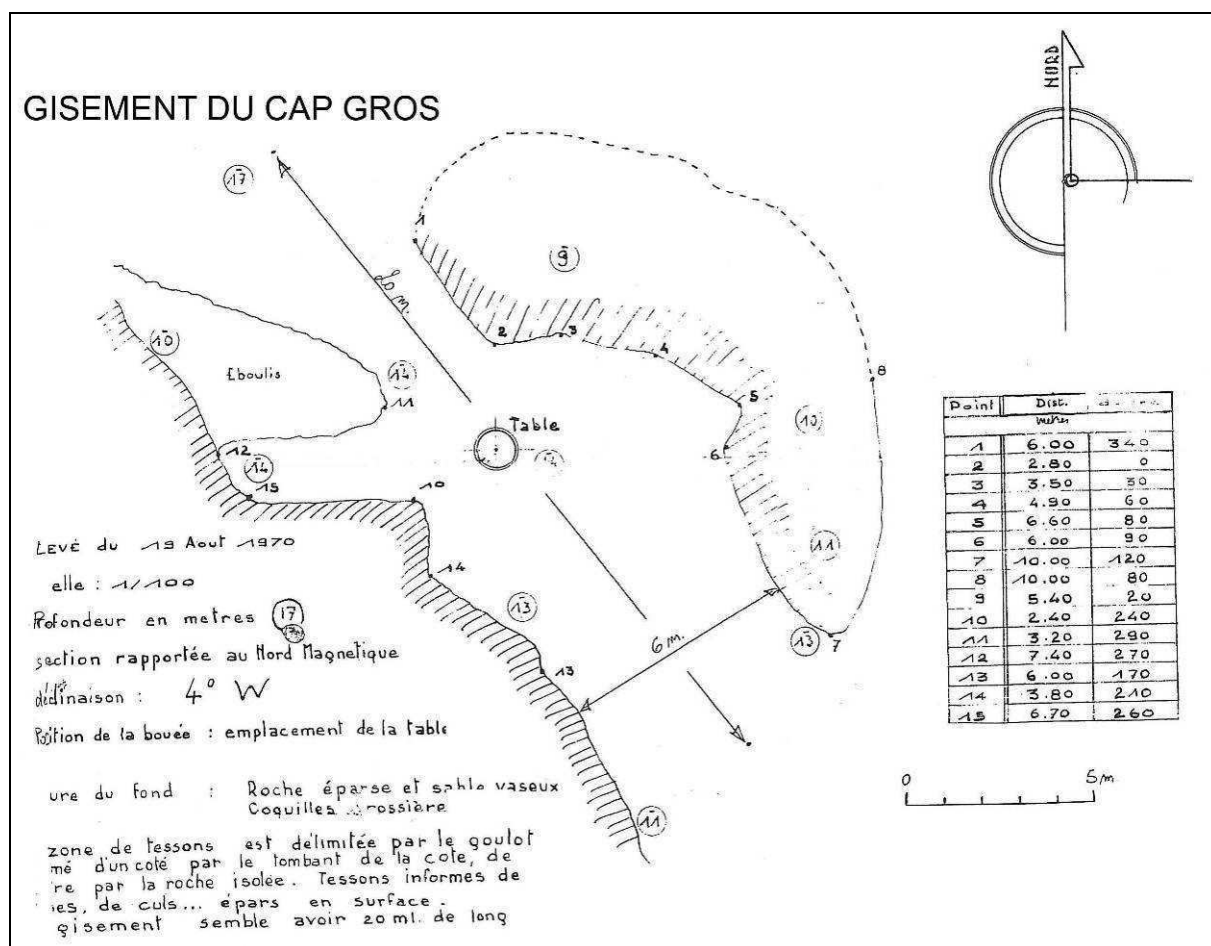 GISEMENT DU CAP GROS
NORD
17
1
9
20 m.
10
2
3
4
8
Eboulis
14
11
5
Table
10
12
14
6
14
15
10
11
14
13
6 m.
13
7
13
11
Levé du 19 Aout 1970
elle : 1/100
Profondeur en metres 17
section rapportée au Nord Magnetique
déclinaison : 4° W
Position de la bouée : emplacement de la table
ure du fond : Roche éparse et sable vaseux
Coquilles grossière
zone de tessons est délimitée par le goulot
mé d'un coté par le tombant de la cote, de
re par la roche isolée. Tessons informes de
ies, de culs... épars en surface.
gisement semble avoir 20 ml. de long
Point Dist.
metres
1 6.00 340
2 2.80 0
3 3.50 30
4 4.90 60
5 6.60 80
6 6.00 90
7 10.00 120
8 10.00 80
9 5.40 20
10 2.40 240
11 3.20 290
12 7.40 270
13 6.00 170
14 3.80 210
15 6.70 260
0 5m